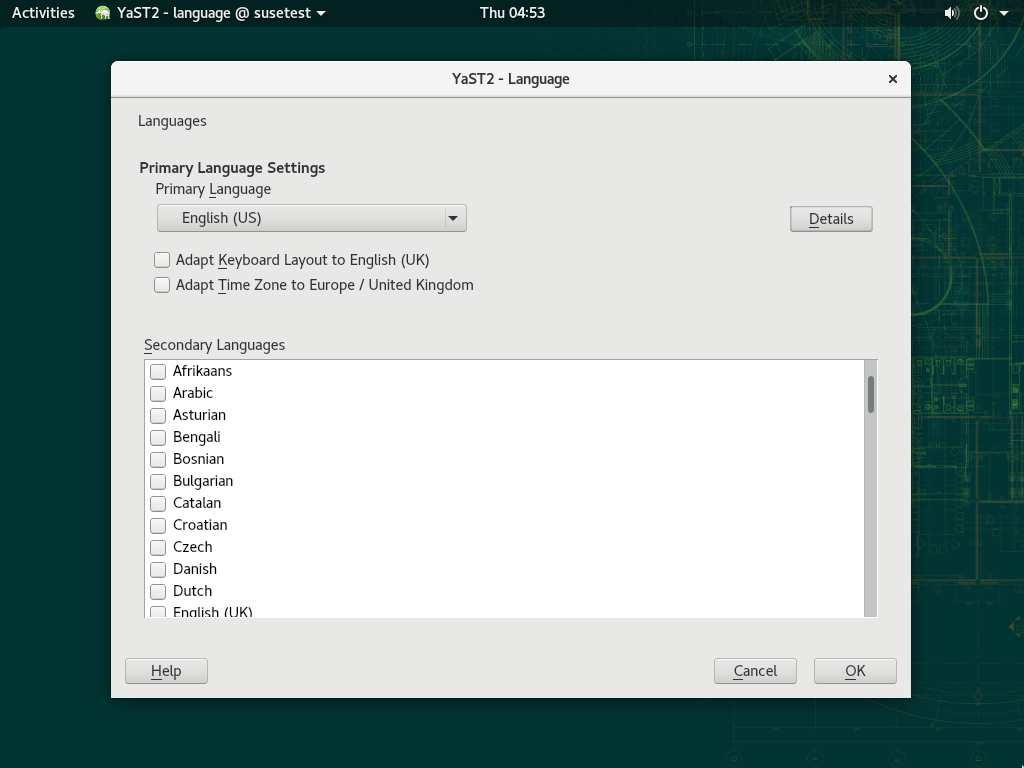 Activities YaST2 - language @ susetest Thu 04:53
YaST2 - Language
Languages
Primary Language Settings
Primary Language
English (US)
Details
Adapt Keyboard Layout to English (UK)
Adapt Time Zone to Europe / United Kingdom
Secondary Languages
Afrikaans
Arabic
Asturian
Bengali
Bosnian
Bulgarian
Catalan
Croatian
Czech
Danish
Dutch
English (UK)
Help Cancel OK